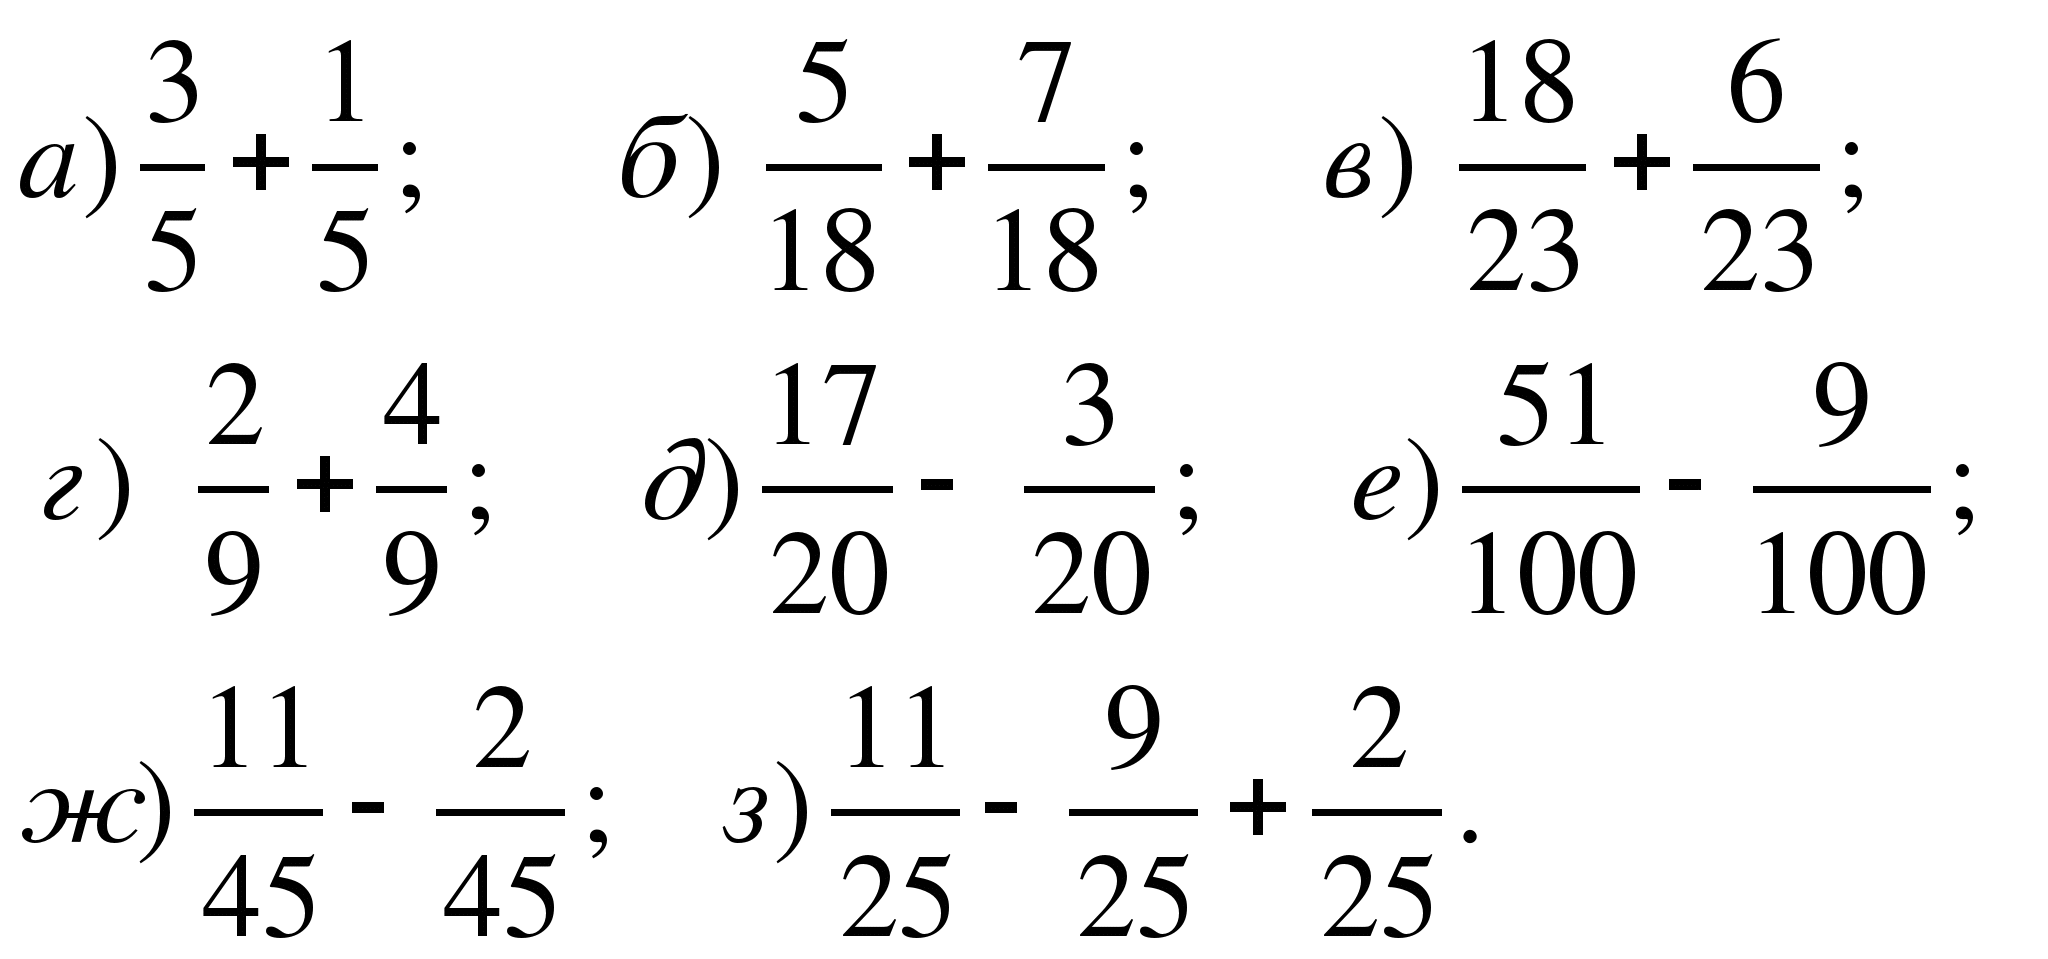 а) 3/5 + 1/5 ; б) 5/18 + 7/18 ; в) 18/23 + 6/23 ;
г) 2/9 + 4/9 ; д) 17/20 - 3/20 ; е) 51/100 - 9/100 ;
ж) 11/45 - 2/45 ; з) 11/25 - 9/25 + 2/25 .